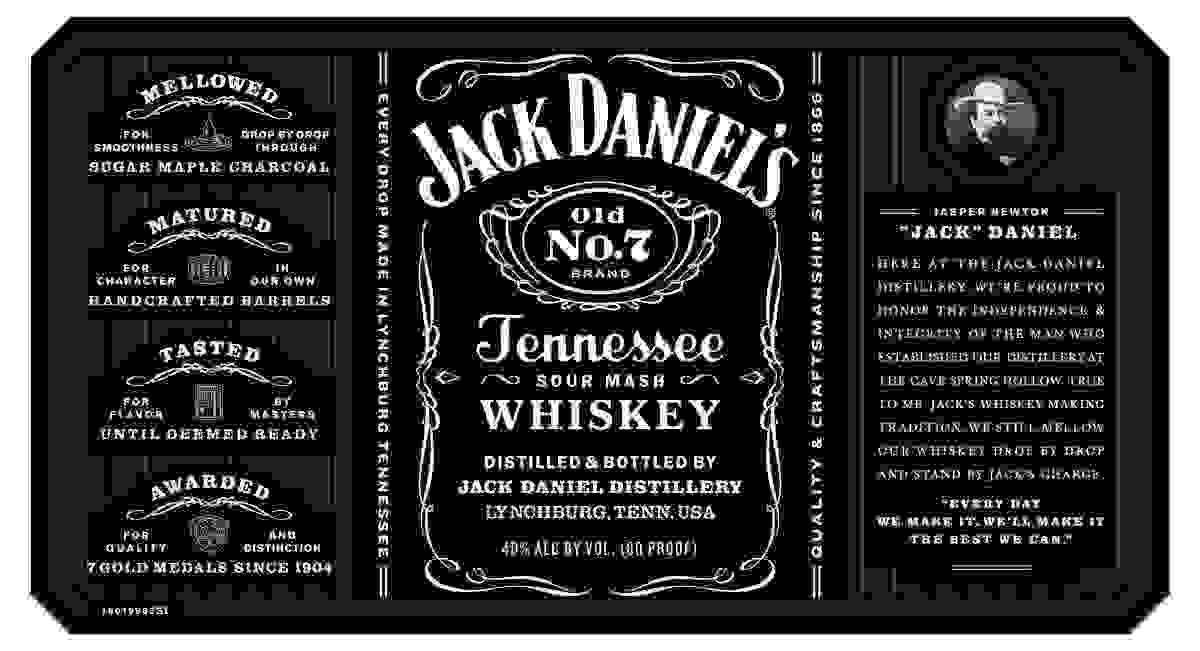 MELLOWED
FOR SMOOTHNESS
DROP BY DROP THROUGH
SUGAR MAPLE CHARCOAL
MATURED
FOR CHARACTER
IN OUR OWN
HANDCRAFTED BARRELS
TASTED
FOR FLAVOR
BY MASTERS
UNTIL DEEMED READY
AWARDED
FOR QUALITY
AND DISTINCTION
7 GOLD MEDALS SINCE 1904
EVERY DROP MADE IN LYNCHBURG TENNESSEE
JACK DANIEL'S
®
Old
No.7
BRAND
Tennessee
SOUR MASH
WHISKEY
DISTILLED & BOTTLED BY
JACK DANIEL DISTILLERY
LYNCHBURG, TENN. USA
40% ALC BY VOL. (80 PROOF)
QUALITY & CRAFTSMANSHIP SINCE 1866
JASPER NEWTON
"JACK" DANIEL
HERE AT THE JACK DANIEL
DISTILLERY, WE'RE PROUD TO
HONOR THE INDEPENDENCE &
INTEGRITY OF THE MAN WHO
ESTABLISHED OUR DISTILLERY AT
THE CAVE SPRING HOLLOW. TRUE
TO MR. JACK'S WHISKEY MAKING
TRADITION, WE STILL MELLOW
OUR WHISKEY DROP BY DROP
AND STAND BY JACK'S CHARGE,
"EVERY DAY
WE MAKE IT, WE'LL MAKE IT
THE BEST WE CAN."